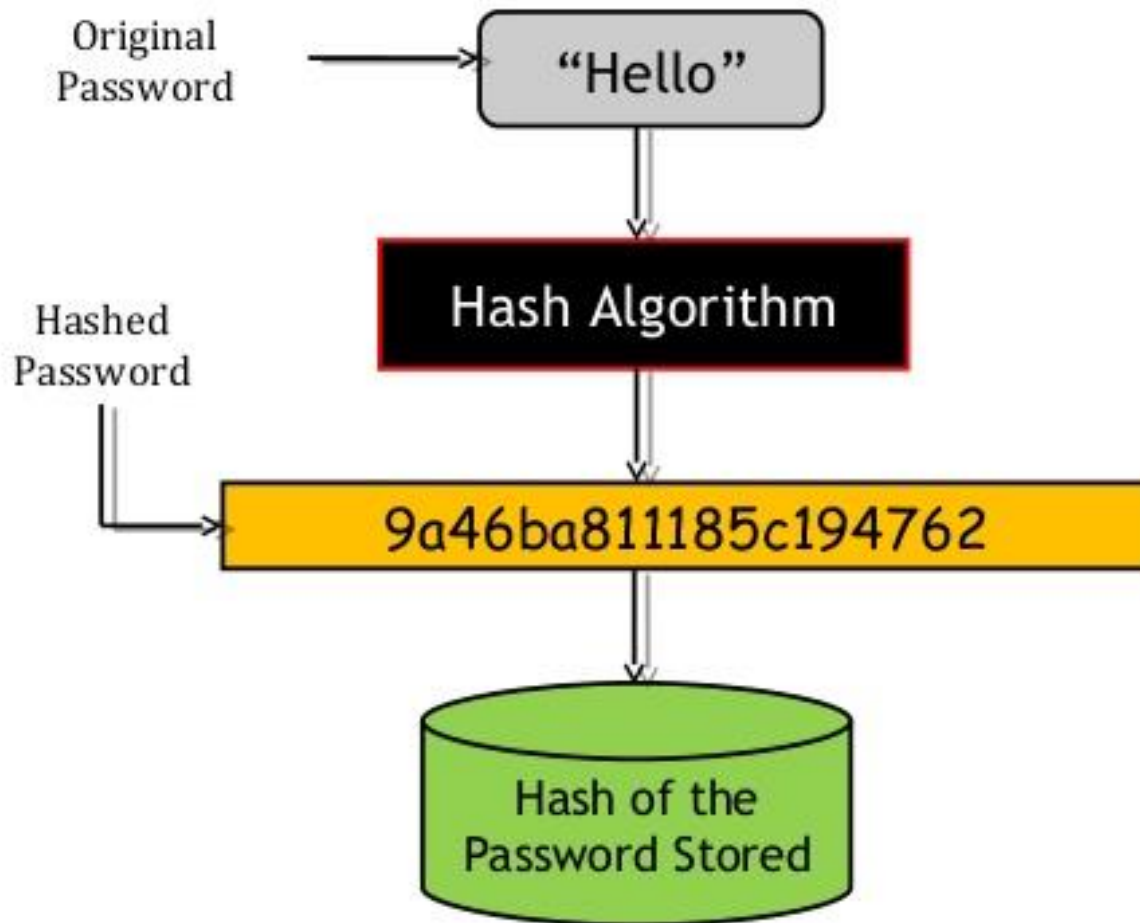 Original
Password
“Hello”
Hash Algorithm
Hashed
Password
9a46ba811185c194762
Hash of the
Password Stored